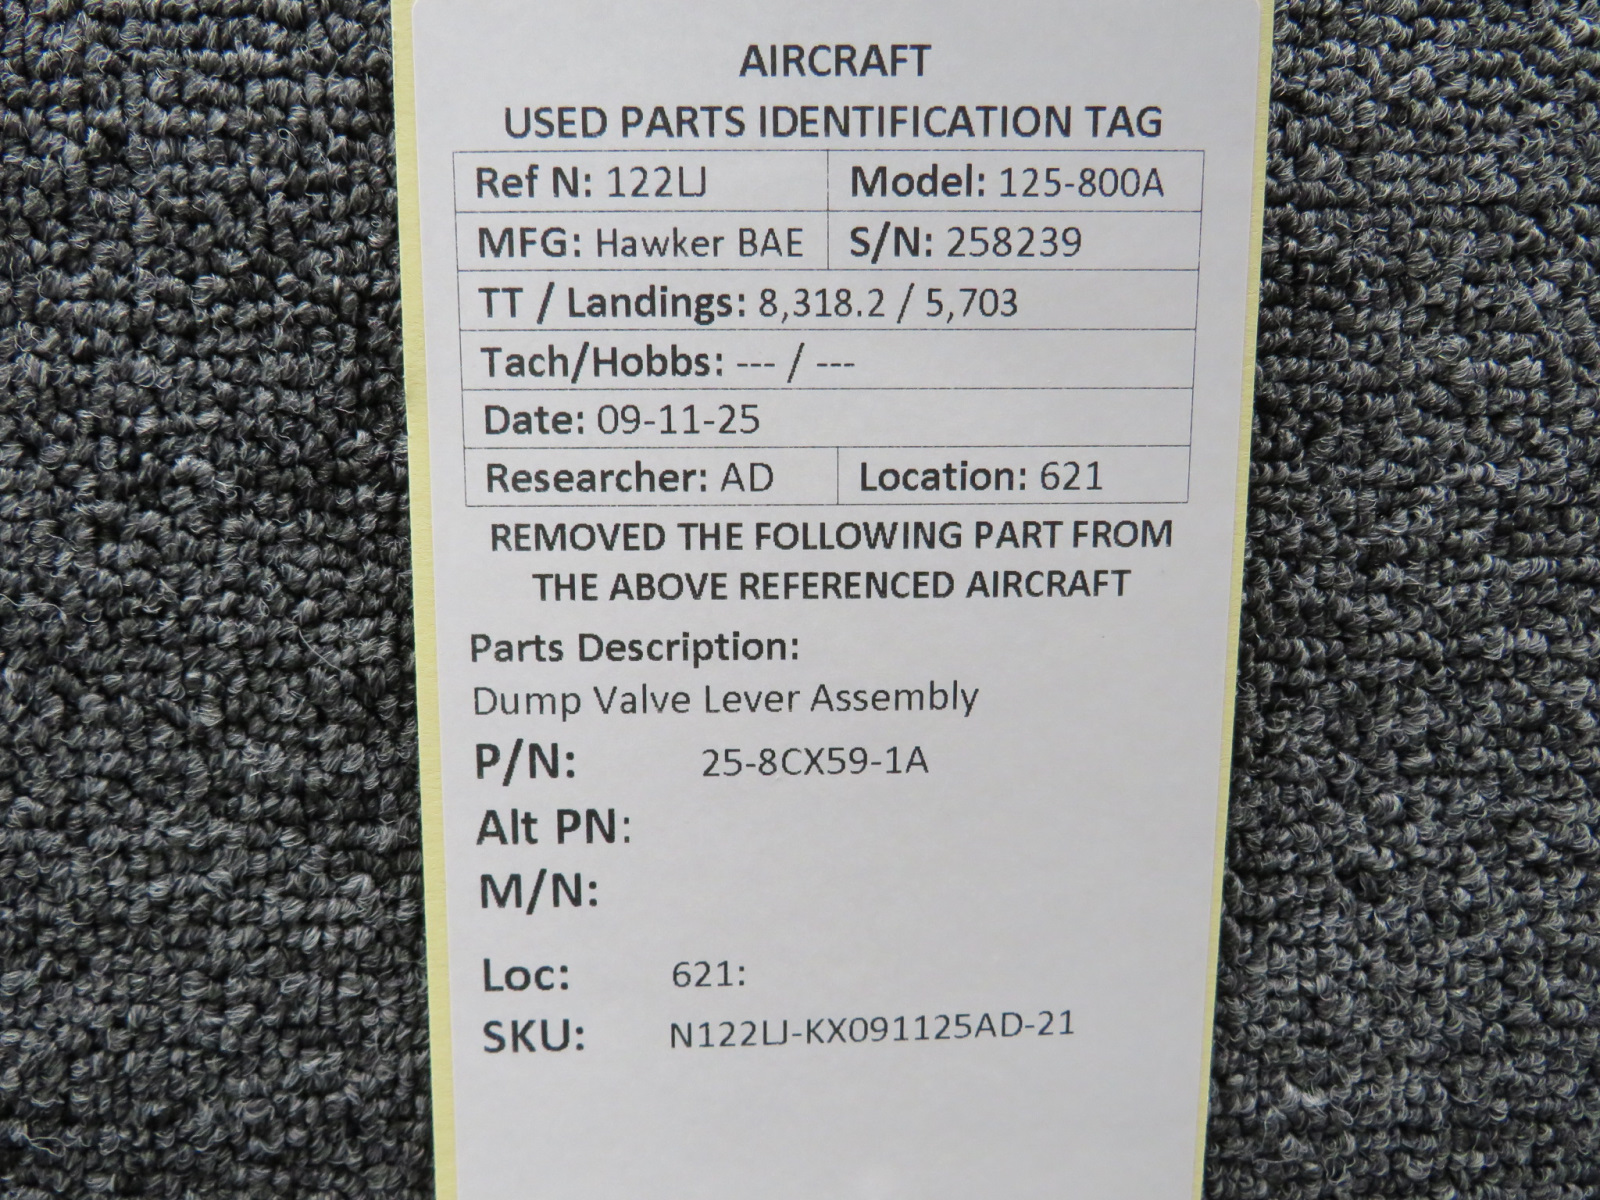 AIRCRAFT
USED PARTS IDENTIFICATION TAG
Ref N: 122LJ Model: 125-800A
MFG: Hawker BAE S/N: 258239
TT / Landings: 8,318.2 / 5,703
Tach/Hobbs: --- / ---
Date: 09-11-25
Researcher: AD Location: 621
REMOVED THE FOLLOWING PART FROM
THE ABOVE REFERENCED AIRCRAFT
Parts Description:
Dump Valve Lever Assembly
P/N: 25-8CX59-1A
Alt PN:
M/N:
Loc: 621:
SKU: N122LJ-KX091125AD-21